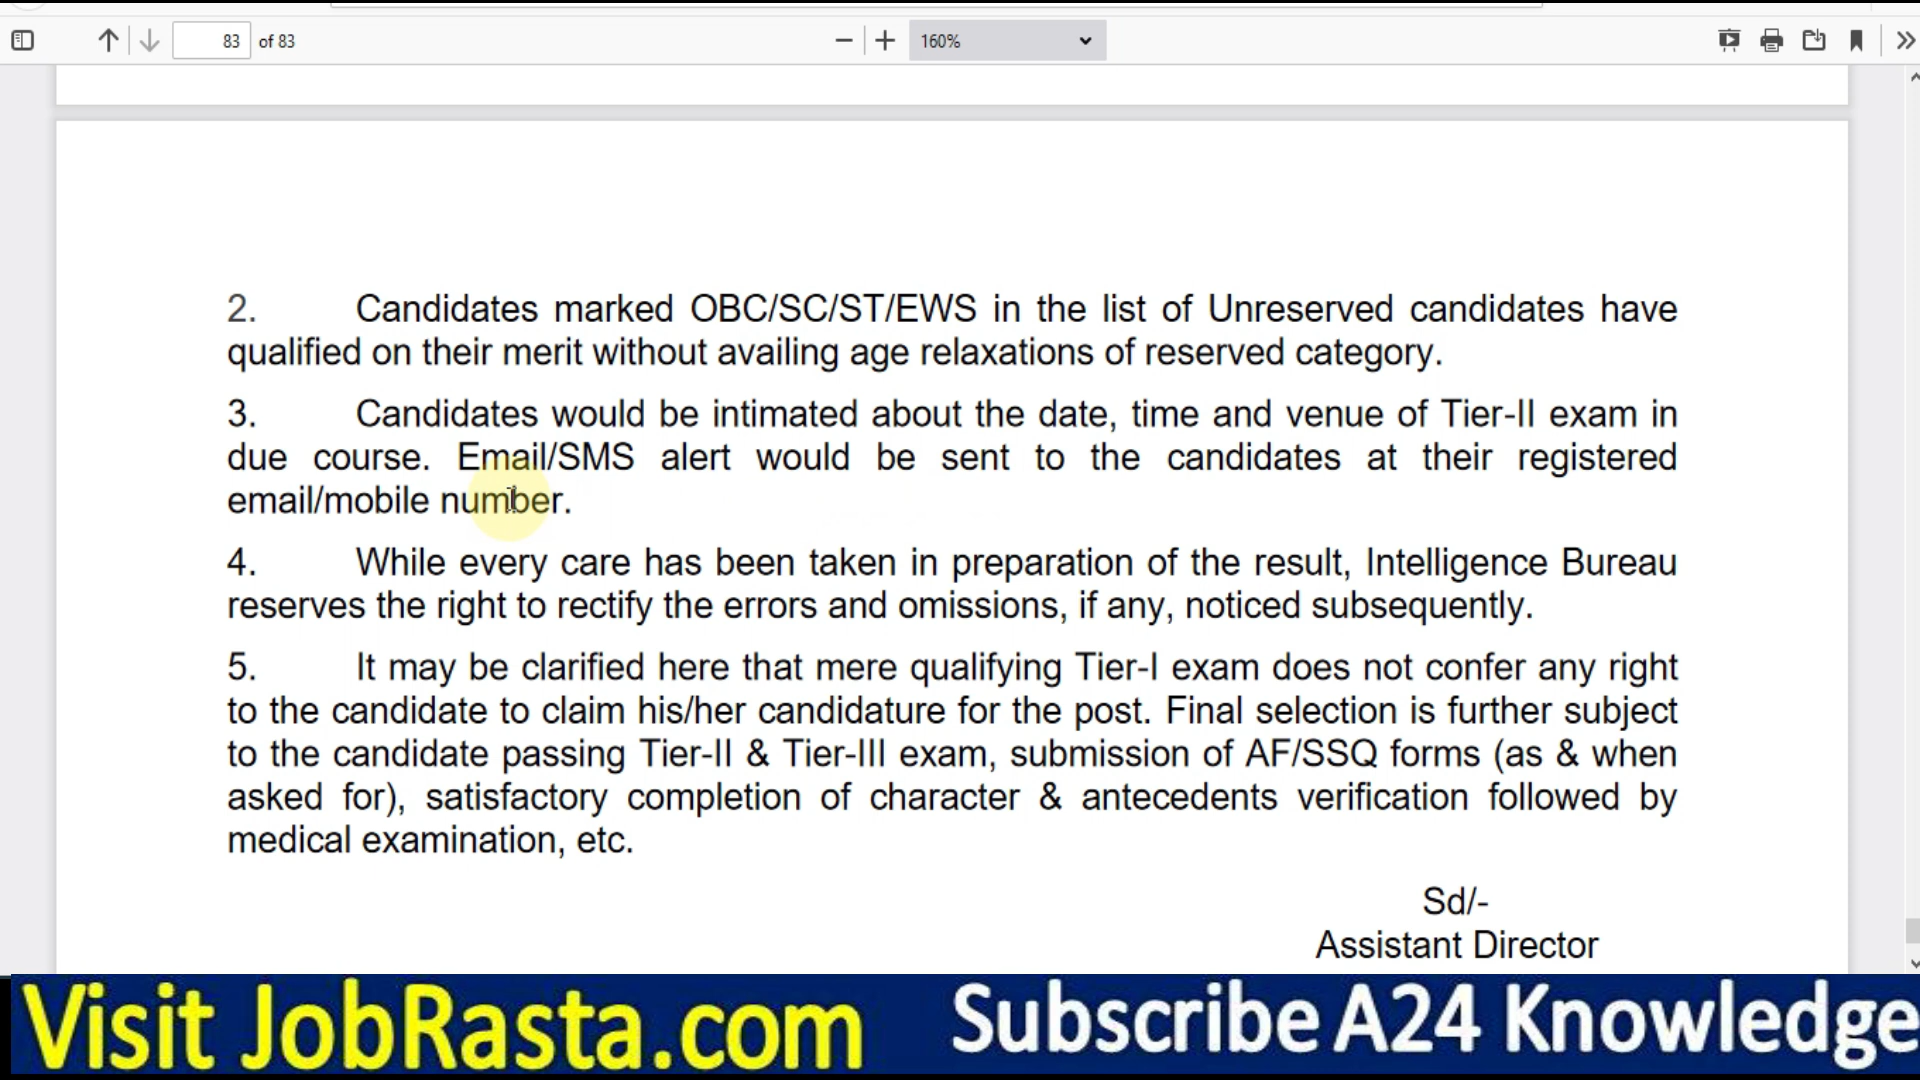 83 of 83
160%
2. Candidates marked OBC/SC/ST/EWS in the list of Unreserved candidates have
qualified on their merit without availing age relaxations of reserved category.
3. Candidates would be intimated about the date, time and venue of Tier-II exam in
due course. Email/SMS alert would be sent to the candidates at their registered
email/mobile number.
4. While every care has been taken in preparation of the result, Intelligence Bureau
reserves the right to rectify the errors and omissions, if any, noticed subsequently.
5. It may be clarified here that mere qualifying Tier-I exam does not confer any right
to the candidate to claim his/her candidature for the post. Final selection is further subject
to the candidate passing Tier-II & Tier-III exam, submission of AF/SSQ forms (as & when
asked for), satisfactory completion of character & antecedents verification followed by
medical examination, etc.
Sd/-
Assistant Director
Visit JobRasta.com Subscribe A24 Knowledge